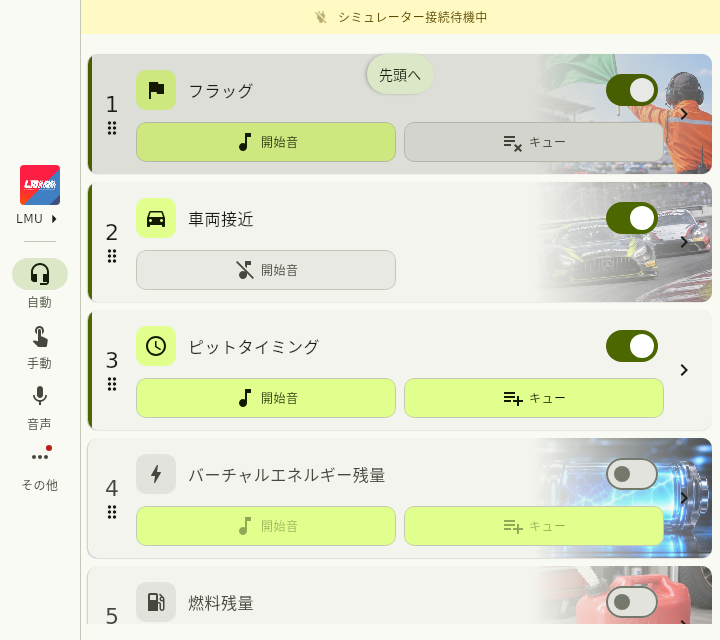 シミュレーター接続待機中
先頭へ
1
フラッグ
開始音
キュー
2
車両接近
開始音
3
ピットタイミング
開始音
キュー
4
バーチャルエネルギー残量
開始音
キュー
5
燃料残量
LMU
自動
手動
音声
その他